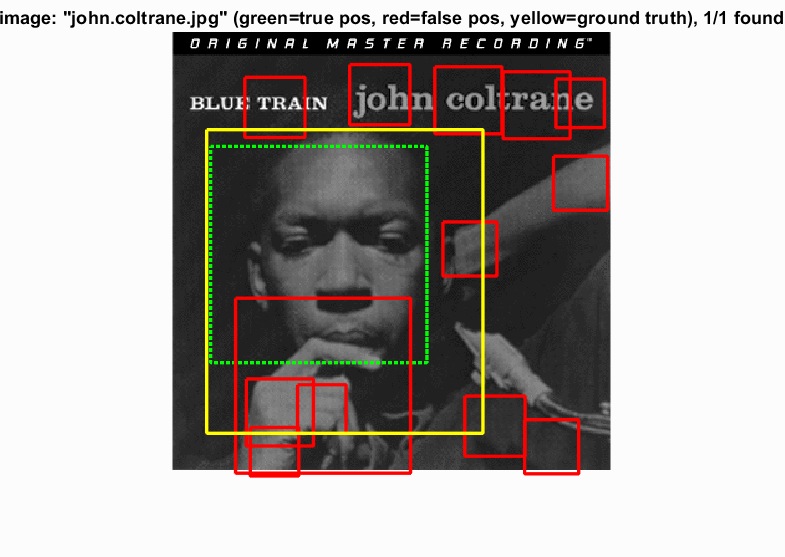 image: "john.coltrane.jpg" (green=true pos, red=false pos, yellow=ground truth), 1/1 found
ORIGINAL MASTER RECORDING™
BLUE TRAIN john coltrane